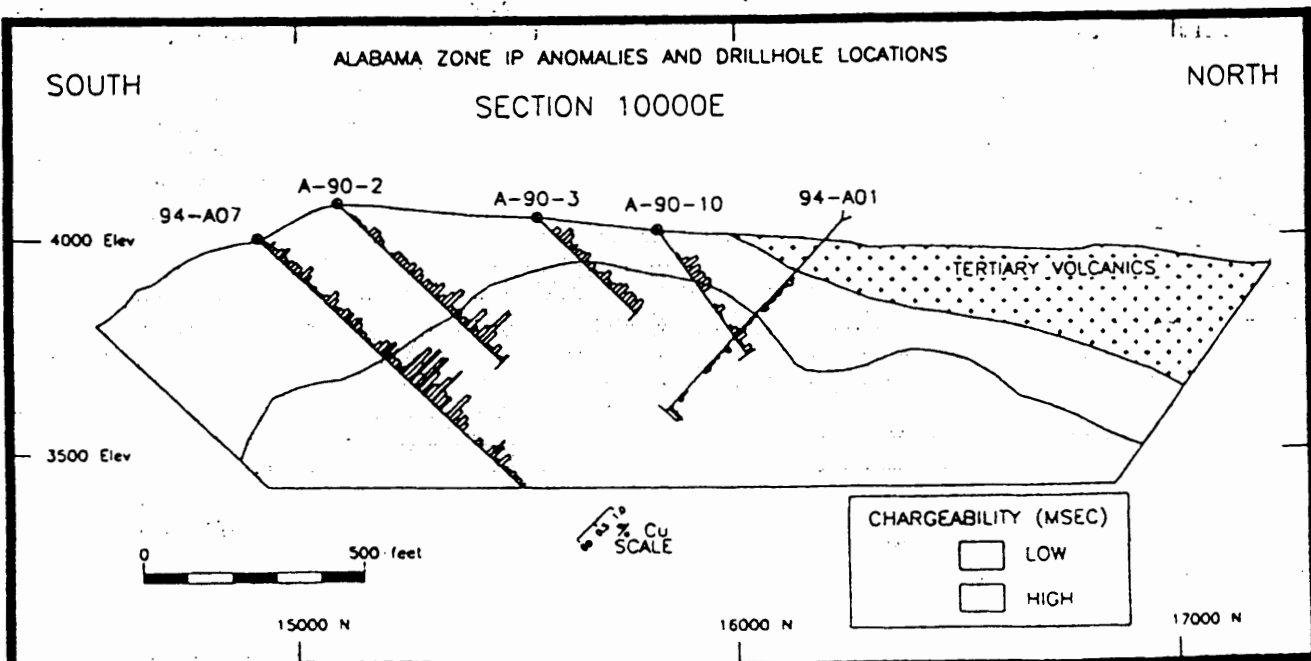 ALABAMA ZONE IP ANOMALIES AND DRILLHOLE LOCATIONS
SOUTH
NORTH
SECTION 10000E
A-90-2
A-90-3
A-90-10
94-A01
94-A07
4000 Elev
TERTIARY VOLCANICS
3500 Elev
% Cu
SCALE
CHARGEABILITY (MSEC)
LOW
HIGH
0 500 feet
15000 N
16000 N
17000 N